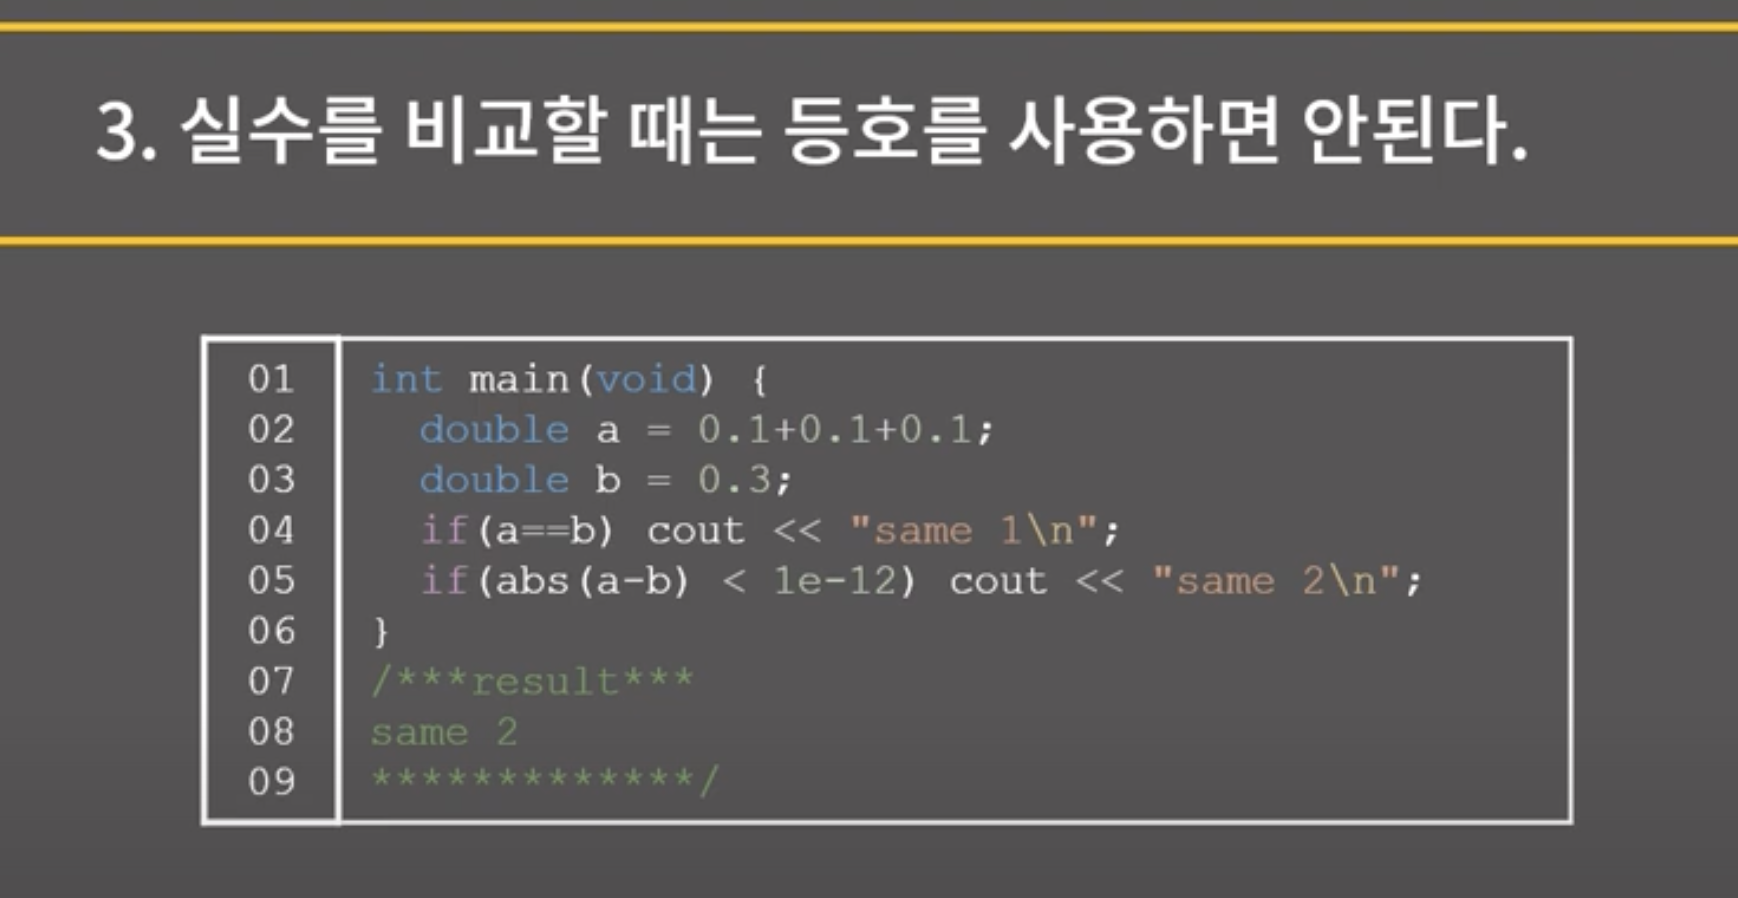 3. 실수를 비교할 때는 등호를 사용하면 안된다.
01 int main(void) {
02   double a = 0.1+0.1+0.1;
03   double b = 0.3;
04   if(a==b) cout << "same 1\n";
05   if(abs(a-b) < 1e-12) cout << "same 2\n";
06 }
07 /***result***
08 same 2
09 *************/